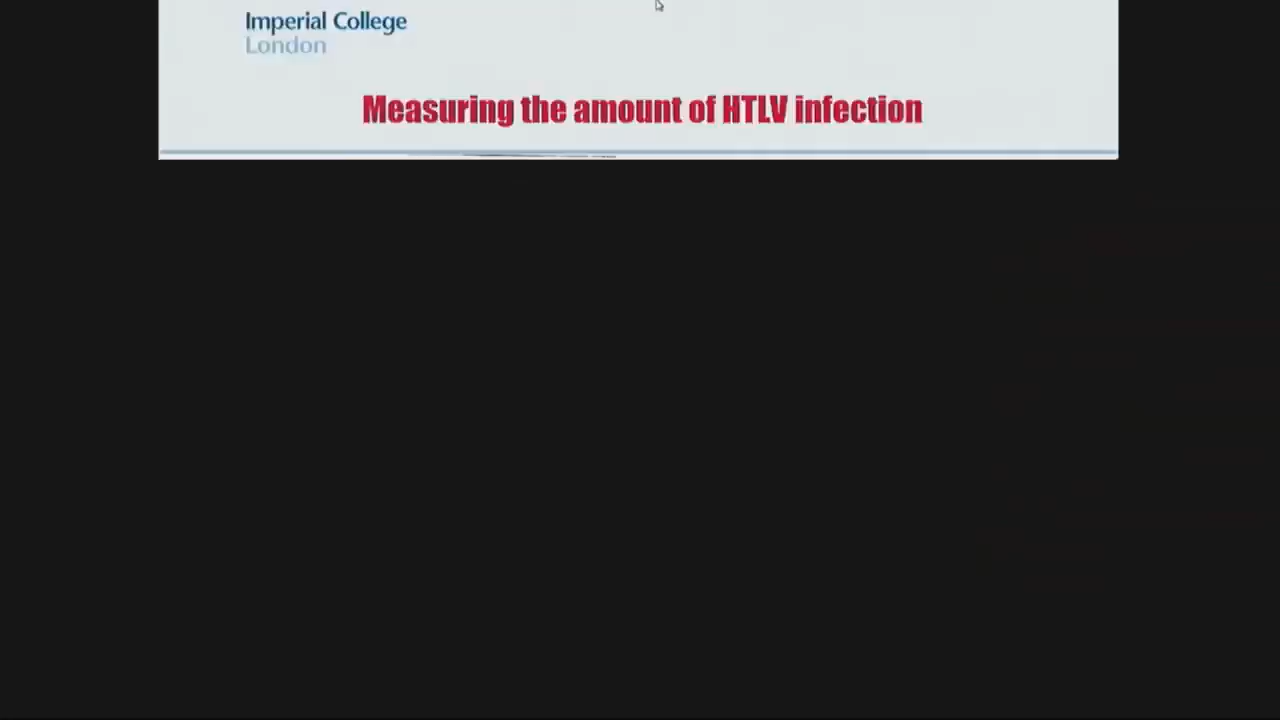 Imperial College
London
Measuring the amount of HTLV infection